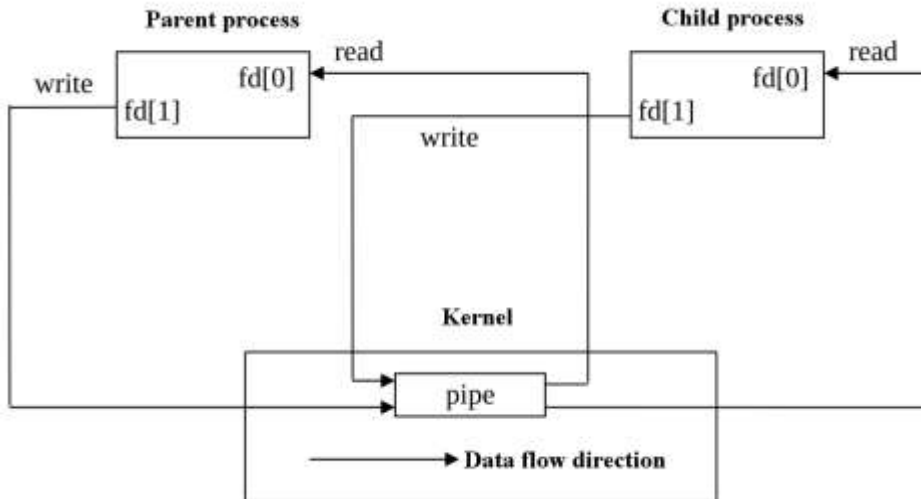 Parent process
Child process
read
read
write
fd[0]
fd[0]
fd[1]
fd[1]
write
Kernel
pipe
Data flow direction